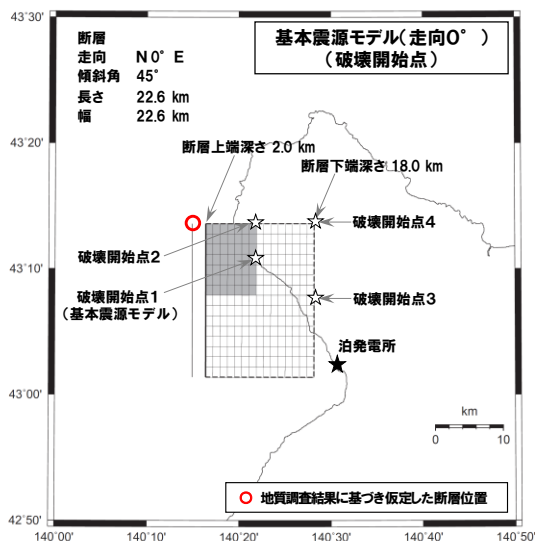 43°30'
断層
走向 N 0° E
傾斜角 45°
長さ 22.6 km
幅 22.6 km
基本震源モデル(走向0°)
(破壊開始点)
43°20'
断層上端深さ 2.0 km
断層下端深さ 18.0 km
破壊開始点4
破壊開始点2
43°10'
破壊開始点1
(基本震源モデル)
破壊開始点3
泊発電所
43°00'
km
0 10
地質調査結果に基づき仮定した断層位置
42°50'
140°00' 140°10' 140°20' 140°30' 140°40' 140°50'